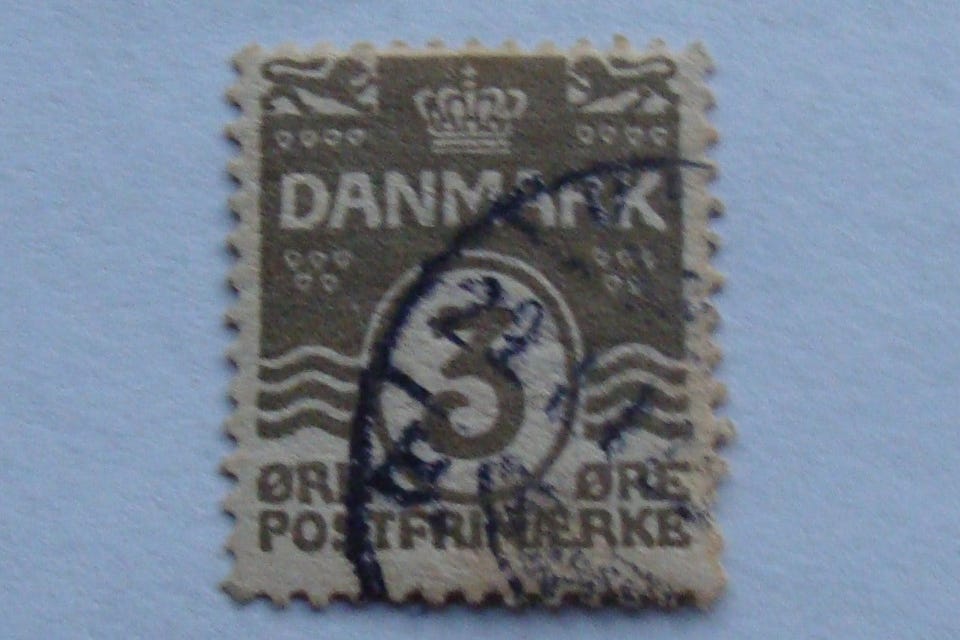 DANMARK
3
ØRE ØRE
POSTFRIMÆRKE